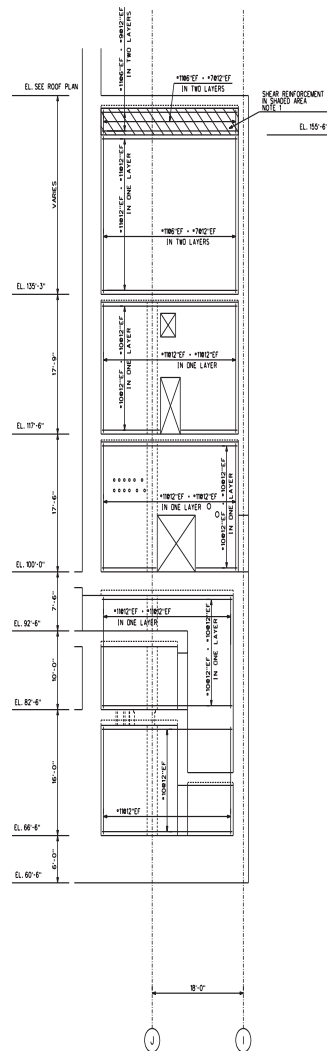 *11@6"EF + *9@12"EF
IN TWO LAYERS
EL. SEE ROOF PLAN
*11@6"EF + *7@12"EF
IN TWO LAYERS
SHEAR REINFORCEMENT
IN SHADED AREA
NOTE 1
EL. 155'-6"
VARIES
*11@12"EF + *11@12"EF
IN ONE LAYER
*11@6"EF + *7@12"EF
IN TWO LAYERS
EL. 135'-3"
17'-9"
*10@12"EF + *10@12"EF
IN ONE LAYER
*11@12"EF + *11@12"EF
IN ONE LAYER
EL. 117'-6"
17'-6"
*11@12"EF + *11@12"EF
IN ONE LAYER
*10@12"EF + *10@12"EF
IN ONE LAYER
EL. 100'-0"
7'-6"
*11@12"EF + *11@12"EF
IN ONE LAYER
EL. 92'-6"
*10@12"EF + *10@12"EF
IN ONE LAYER
10'-0"
EL. 82'-6"
16'-0"
*10@12"EF
*11@12"EF
EL. 66'-6"
6'-0"
EL. 60'-6"
18'-0"
J
I